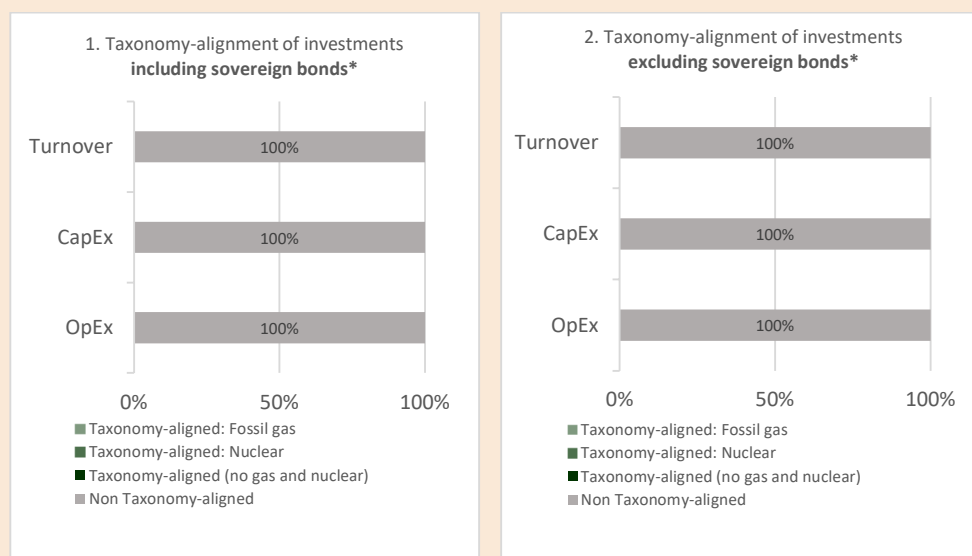 1. Taxonomy-alignment of investments
including sovereign bonds*
Turnover
100%
CapEx
100%
OpEx
100%
0%
50%
100%
Taxonomy-aligned: Fossil gas
Taxonomy-aligned: Nuclear
Taxonomy-aligned (no gas and nuclear)
Non Taxonomy-aligned
2. Taxonomy-alignment of investments
excluding sovereign bonds*
Turnover
100%
CapEx
100%
OpEx
100%
0%
50%
100%
Taxonomy-aligned: Fossil gas
Taxonomy-aligned: Nuclear
Taxonomy-aligned (no gas and nuclear)
Non Taxonomy-aligned